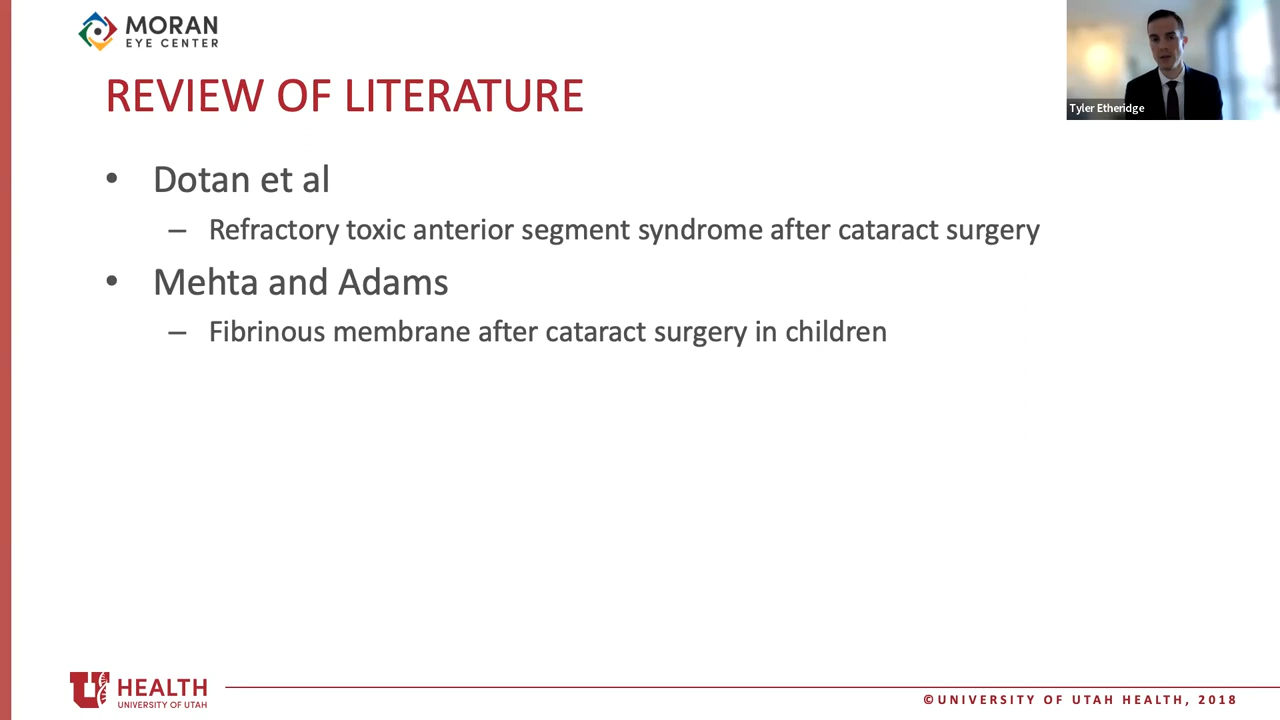 MORAN
EYE CENTER
Tyler Etheridge
REVIEW OF LITERATURE
• Dotan et al
– Refractory toxic anterior segment syndrome after cataract surgery
• Mehta and Adams
– Fibrinous membrane after cataract surgery in children
U HEALTH
UNIVERSITY OF UTAH
©UNIVERSITY OF UTAH HEALTH, 2018